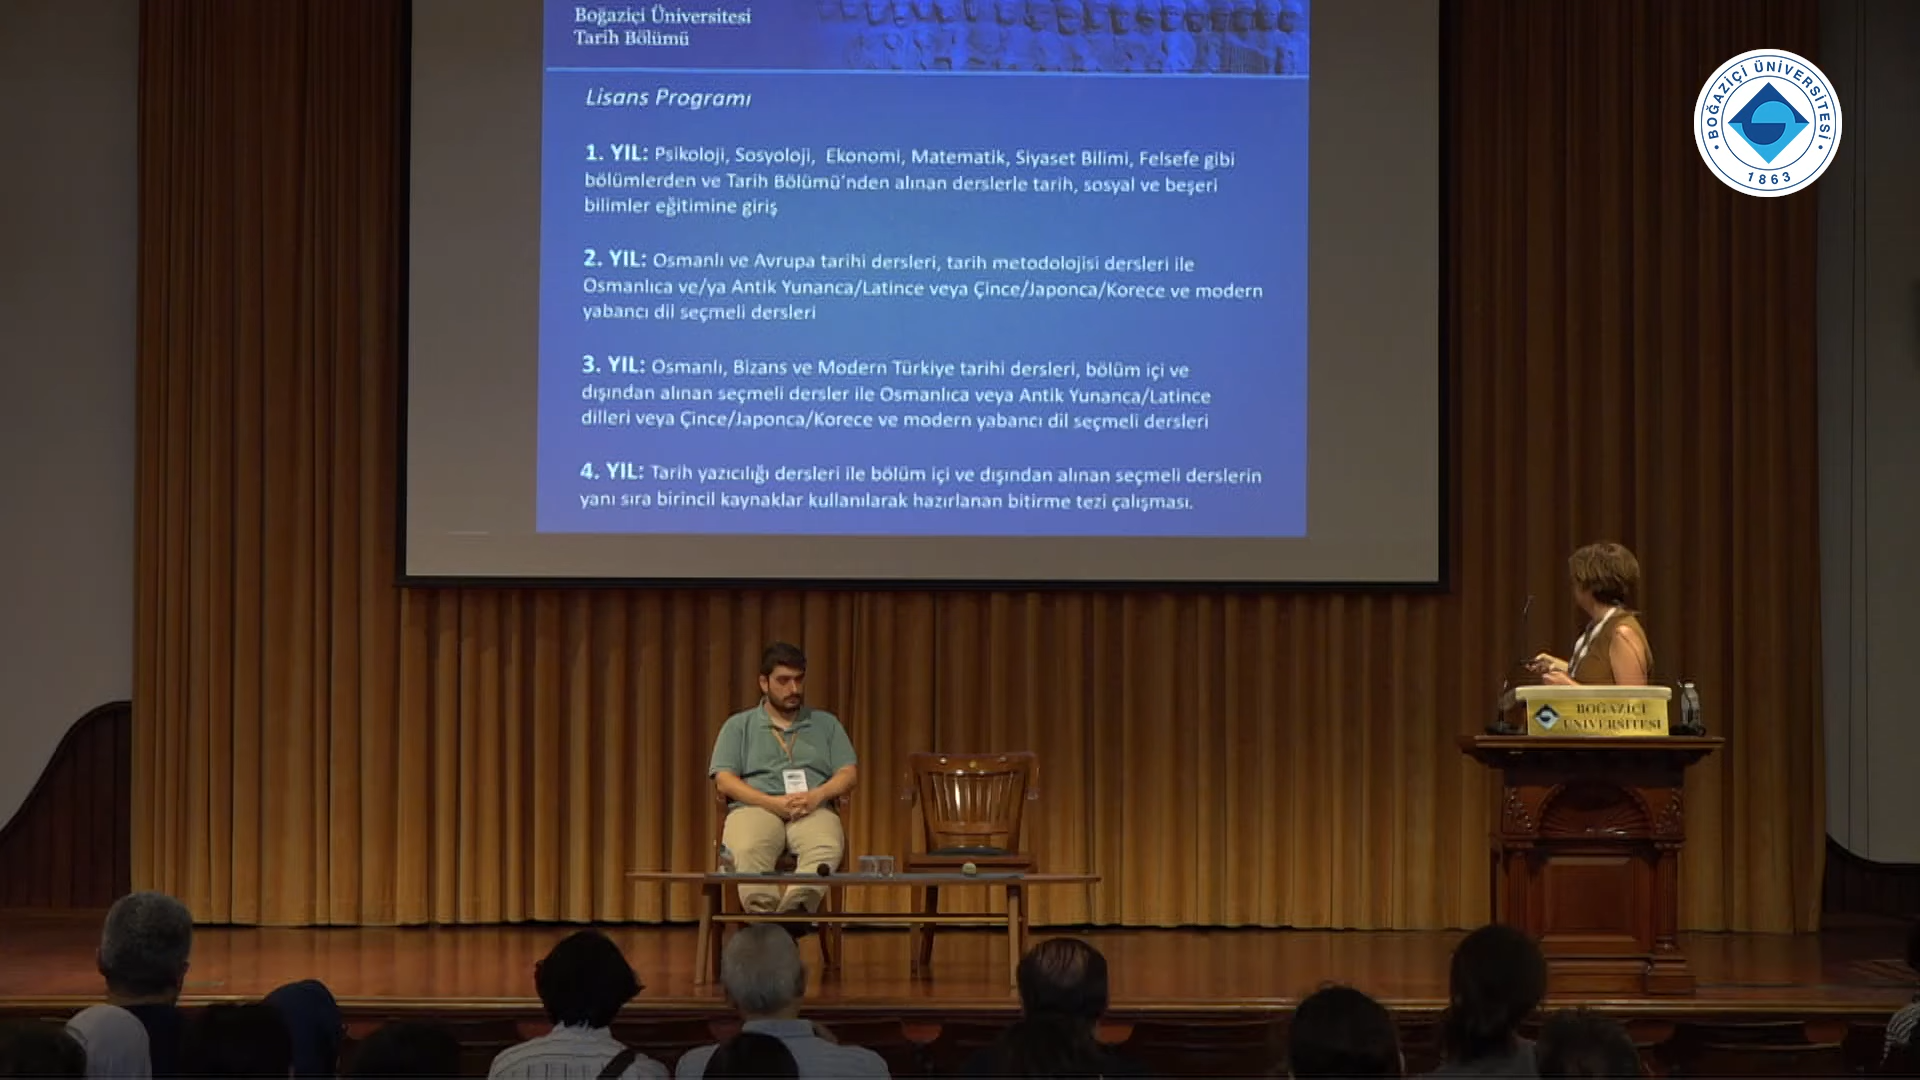 Boğaziçi Üniversitesi
Tarih Bölümü
Lisans Programı
1. YIL: Psikoloji, Sosyoloji, Ekonomi, Matematik, Siyaset Bilimi, Felsefe gibi
bölümlerden ve Tarih Bölümü'nden alınan derslerle tarih, sosyal ve beşeri
bilimler eğitimine giriş
2. YIL: Osmanlı ve Avrupa tarihi dersleri, tarih metodolojisi dersleri ile
Osmanlıca ve/ya Antik Yunanca/Latince veya Çince/Japonca/Korece ve modern
yabancı dil seçmeli dersleri
3. YIL: Osmanlı, Bizans ve Modern Türkiye tarihi dersleri, bölüm içi ve
dışından alınan seçmeli dersler ile Osmanlıca veya Antik Yunanca/Latince
dilleri veya Çince/Japonca/Korece ve modern yabancı dil seçmeli dersleri
4. YIL: Tarih yazıcılığı dersleri ile bölüm içi ve dışından alınan seçmeli derslerin
yanı sıra birincil kaynaklar kullanılarak hazırlanan bitirme tezi çalışması.
BOĞAZİÇİ ÜNİVERSİTESİ
1863
BOĞAZİÇİ
ÜNİVERSİTESİ